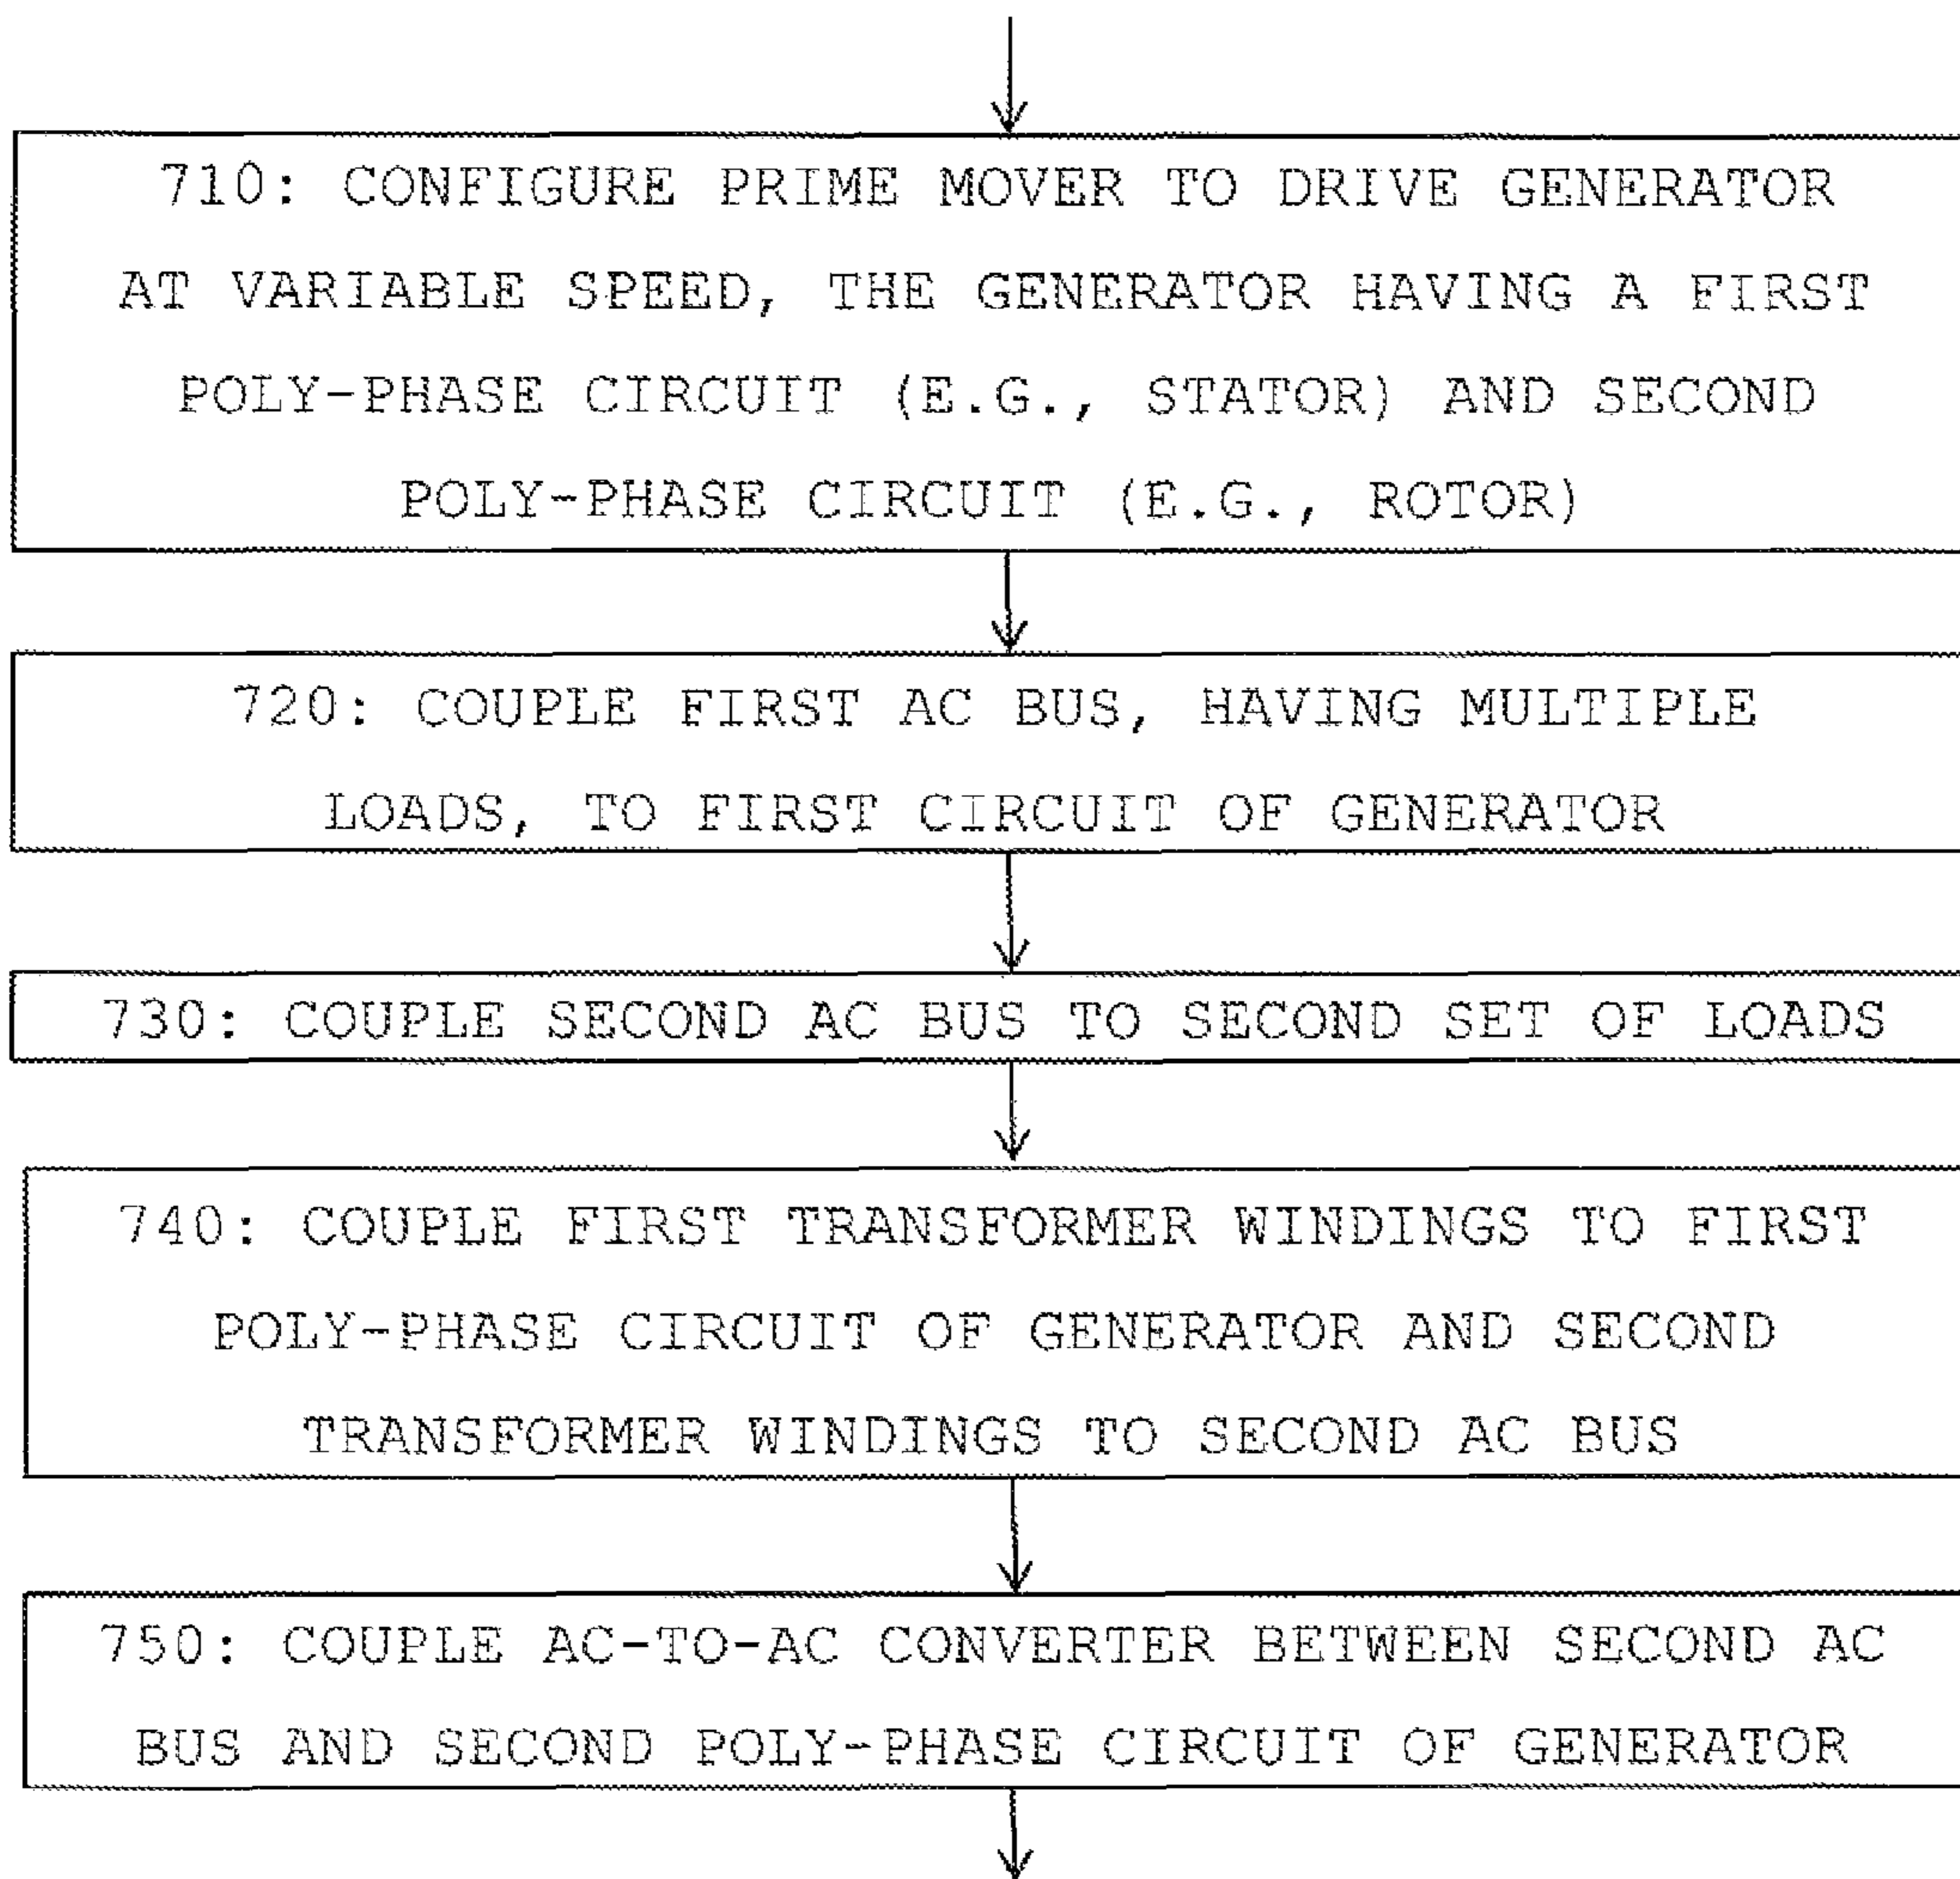 710: CONFIGURE PRIME MOVER TO DRIVE GENERATOR
AT VARIABLE SPEED, THE GENERATOR HAVING A FIRST
POLY-PHASE CIRCUIT (E.G., STATOR) AND SECOND
POLY-PHASE CIRCUIT (E.G., ROTOR)
720: COUPLE FIRST AC BUS, HAVING MULTIPLE
LOADS, TO FIRST CIRCUIT OF GENERATOR
730: COUPLE SECOND AC BUS TO SECOND SET OF LOADS
740: COUPLE FIRST TRANSFORMER WINDINGS TO FIRST
POLY-PHASE CIRCUIT OF GENERATOR AND SECOND
TRANSFORMER WINDINGS TO SECOND AC BUS
750: COUPLE AC-TO-AC CONVERTER BETWEEN SECOND AC
BUS AND SECOND POLY-PHASE CIRCUIT OF GENERATOR